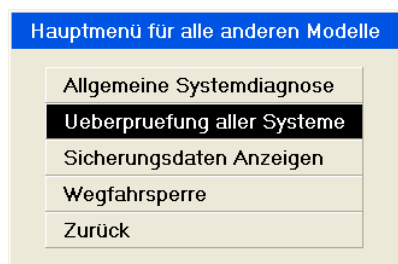 Hauptmenü für alle anderen Modelle
Allgemeine Systemdiagnose
Ueberpruefung aller Systeme
Sicherungsdaten Anzeigen
Wegfahrsperre
Zurück